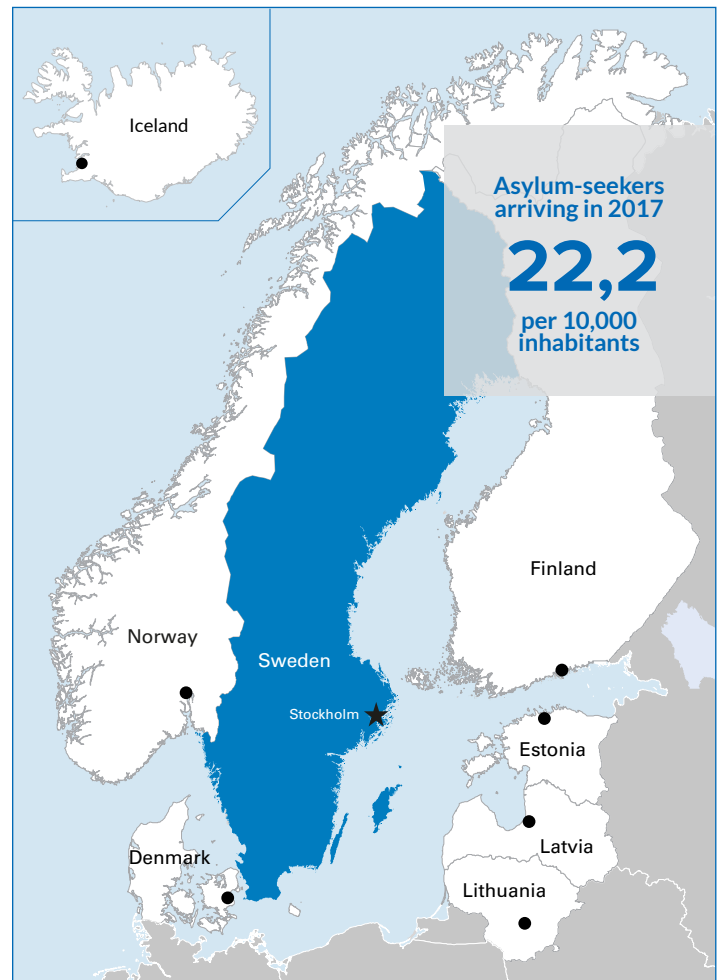 Iceland
Asylum-seekers
arriving in 2017
22,2
per 10,000
inhabitants
Finland
Norway
Sweden
Stockholm
Estonia
Denmark
Latvia
Lithuania